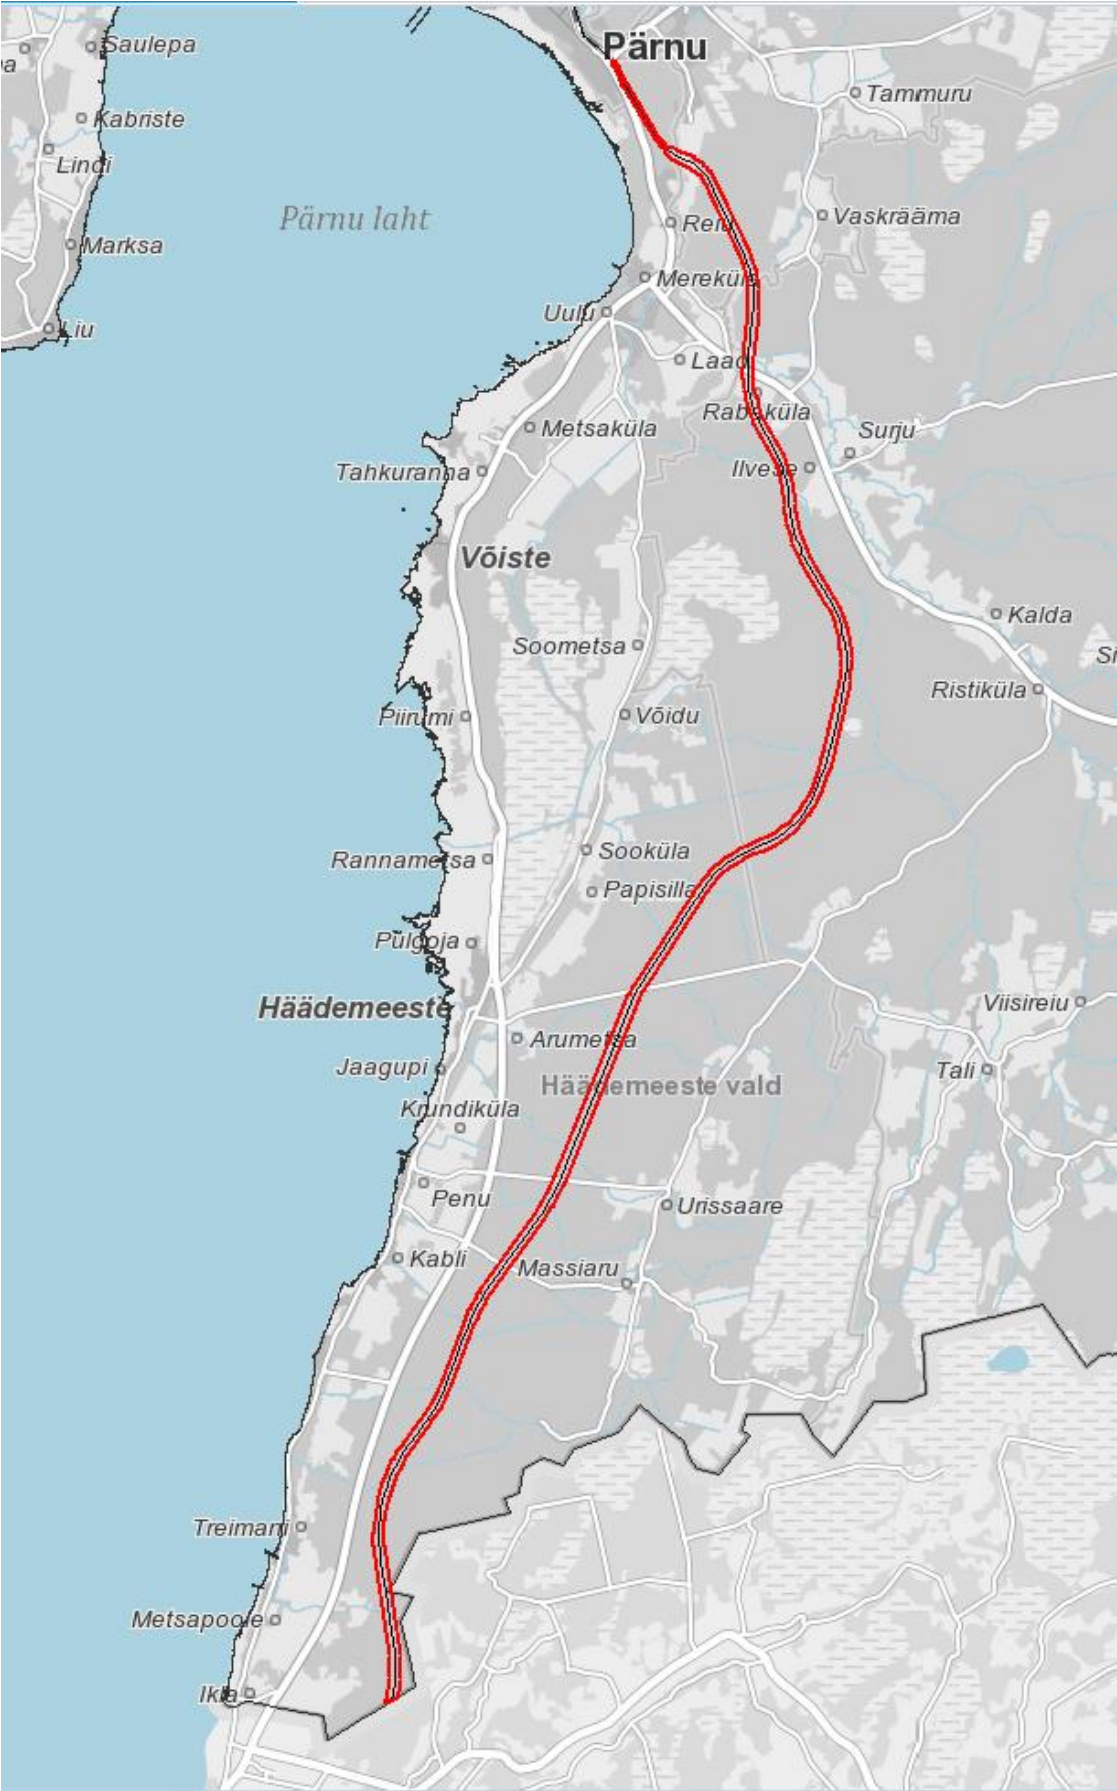 Pärnu
Saulepa
a
Tammuru
Kabriste
Lindi
Pärnu laht
Vaskrääma
Reiu
Marksa
Mereküla
Uulu
Liu
Laadi
Rabaküla
Metsaküla
Surju
Ilvese
Tahkuranna
Võiste
Kalda
Soometsa
Si
Ristiküla
Piirumi
Võidu
Rannametsa
Sooküla
Papisilla
Pulgoja
Häädemeeste
Viisireiu
Arumetsa
Jaagupi
Tali
Häädemeeste vald
Krundiküla
Penu
Urissaare
Kabli
Massiaru
Treimani
Metsapoole
Ikla